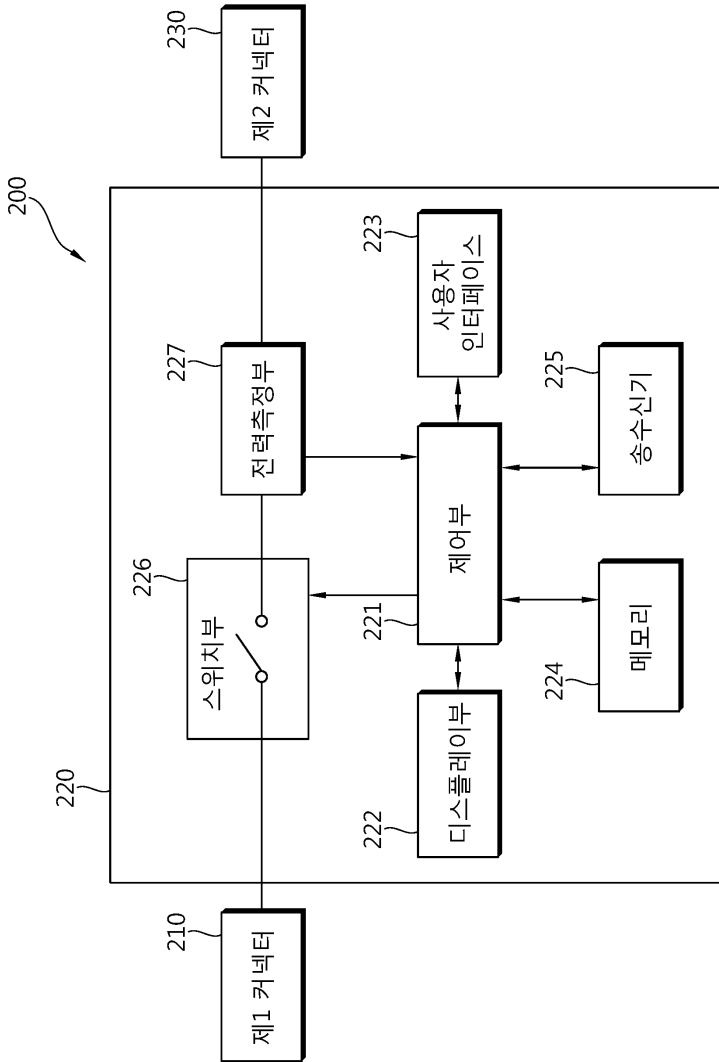 200
220
226
스위치부
227
전력측정부
210
제1 커넥터
230
제2 커넥터
221
제어부
222
디스플레이부
223
사용자
인터페이스
224
메모리
225
송수신기